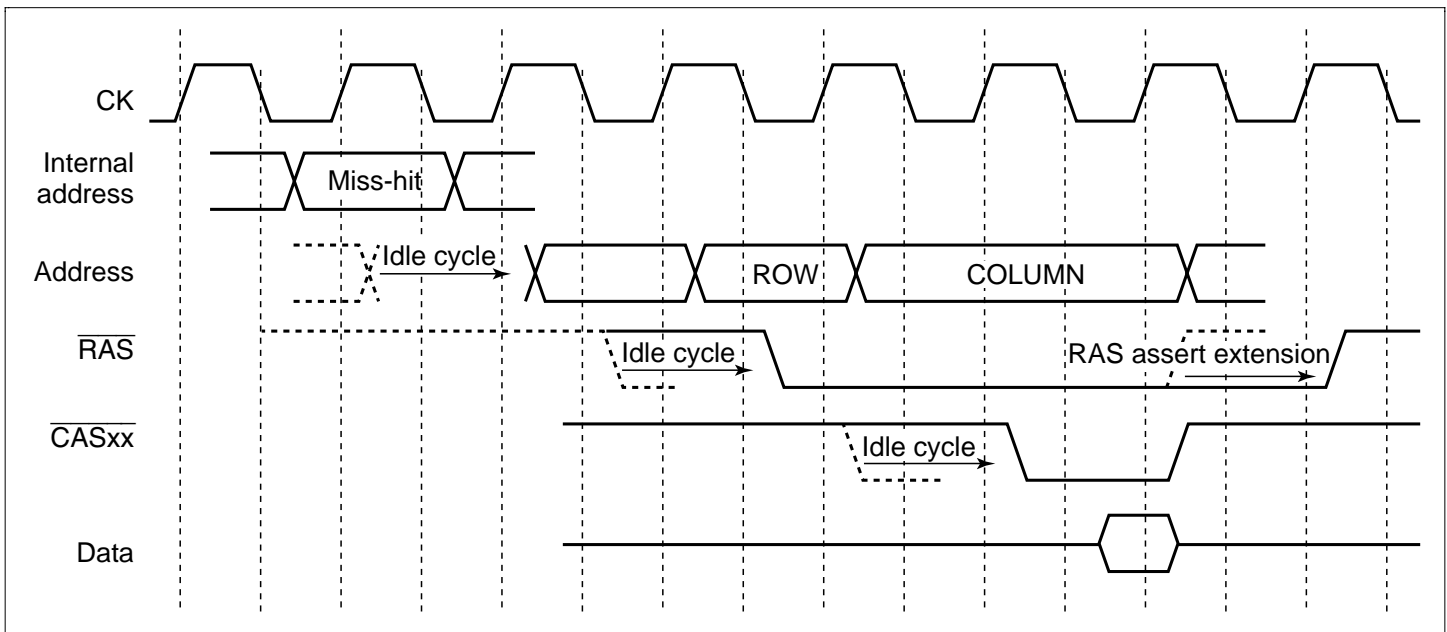 CK
Internal
address
Miss-hit
Address
Idle cycle
ROW
COLUMN
RAS
Idle cycle
RAS assert extension
CASxx
Idle cycle
Data